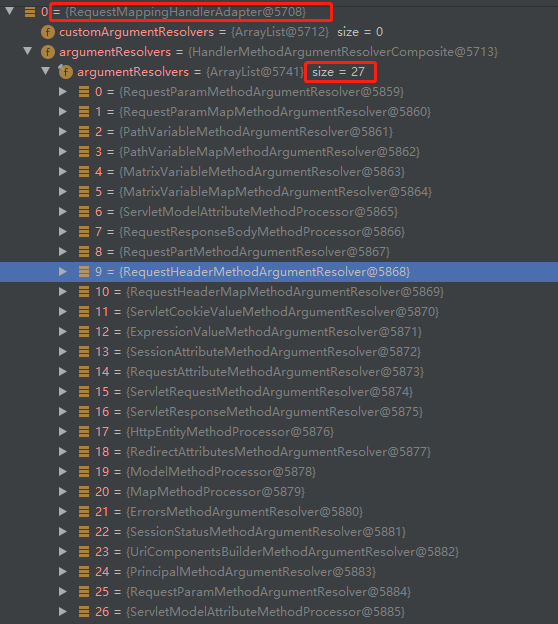 0 = {RequestMappingHandlerAdapter@5708}
customArgumentResolvers = {ArrayList@5712} size = 0
argumentResolvers = {HandlerMethodArgumentResolverComposite@5713}
argumentResolvers = {ArrayList@5741} size = 27
0 = {RequestParamMethodArgumentResolver@5859}
1 = {RequestParamMapMethodArgumentResolver@5860}
2 = {PathVariableMethodArgumentResolver@5861}
3 = {PathVariableMapMethodArgumentResolver@5862}
4 = {MatrixVariableMethodArgumentResolver@5863}
5 = {MatrixVariableMapMethodArgumentResolver@5864}
6 = {ServletModelAttributeMethodProcessor@5865}
7 = {RequestResponseBodyMethodProcessor@5866}
8 = {RequestPartMethodArgumentResolver@5867}
9 = {RequestHeaderMethodArgumentResolver@5868}
10 = {RequestHeaderMapMethodArgumentResolver@5869}
11 = {ServletCookieValueMethodArgumentResolver@5870}
12 = {ExpressionValueMethodArgumentResolver@5871}
13 = {SessionAttributeMethodArgumentResolver@5872}
14 = {RequestAttributeMethodArgumentResolver@5873}
15 = {ServletRequestMethodArgumentResolver@5874}
16 = {ServletResponseMethodArgumentResolver@5875}
17 = {HttpEntityMethodProcessor@5876}
18 = {RedirectAttributesMethodArgumentResolver@5877}
19 = {ModelMethodProcessor@5878}
20 = {MapMethodProcessor@5879}
21 = {ErrorsMethodArgumentResolver@5880}
22 = {SessionStatusMethodArgumentResolver@5881}
23 = {UriComponentsBuilderMethodArgumentResolver@5882}
24 = {PrincipalMethodArgumentResolver@5883}
25 = {RequestParamMethodArgumentResolver@5884}
26 = {ServletModelAttributeMethodProcessor@5885}